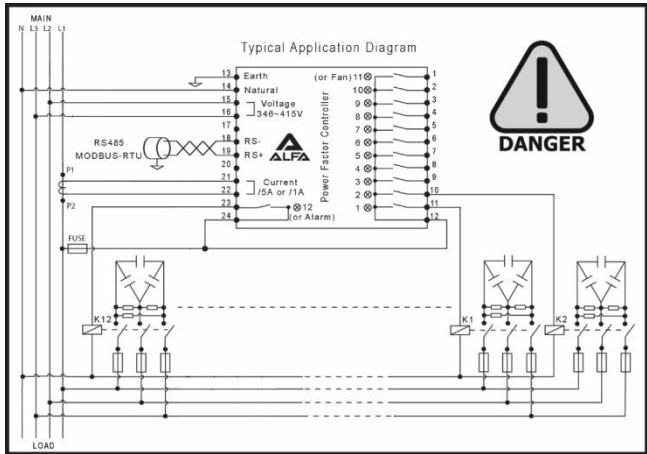 MAIN
N L3 L2 L1
Typical Application Diagram
13 Earth
14 Natural
15 Voltage
16 346~415V
17
18 RS-
19 RS+
20
21 Current
22 /5A or /1A
23
24
⊗12
(or Alarm)
ALFA
Power Factor Controller
(or Fan)11⊗ 1
10⊗ 2
9⊗ 3
8⊗ 4
7⊗ 5
6⊗ 6
5⊗ 7
4⊗ 8
3⊗ 9
2⊗ 10
1⊗ 11
12
DANGER
RS485
MODBUS-RTU
P1
P2
FUSE
K12
K1
K2
LOAD